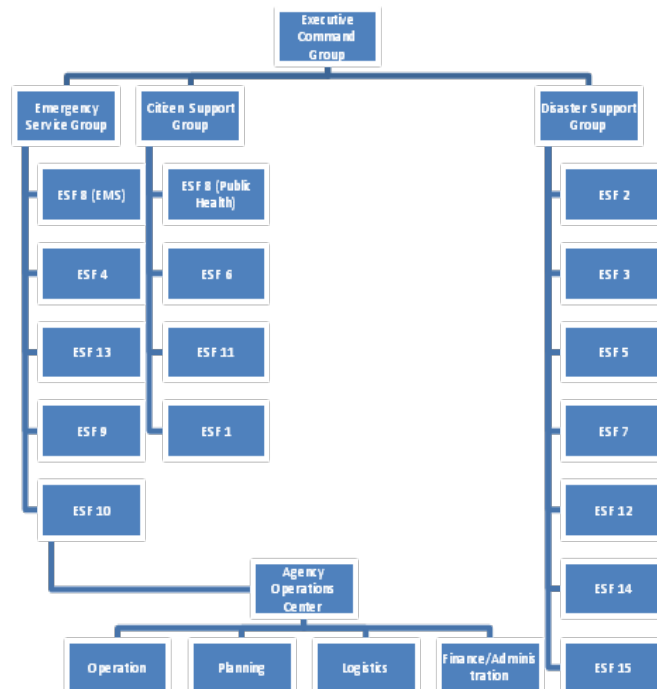 Executive
Command
Group
Emergency
Service Group
Citizen Support
Group
Disaster Support
Group
ESF 8 (EMS)
ESF 8 (Public
Health)
ESF 2
ESF 4
ESF 6
ESF 3
ESF 13
ESF 11
ESF 5
ESF 9
ESF 1
ESF 7
ESF 10
ESF 12
Agency
Operations
Center
ESF 14
Operation
Planning
Logistics
Finance/Adminis
tration
ESF 15